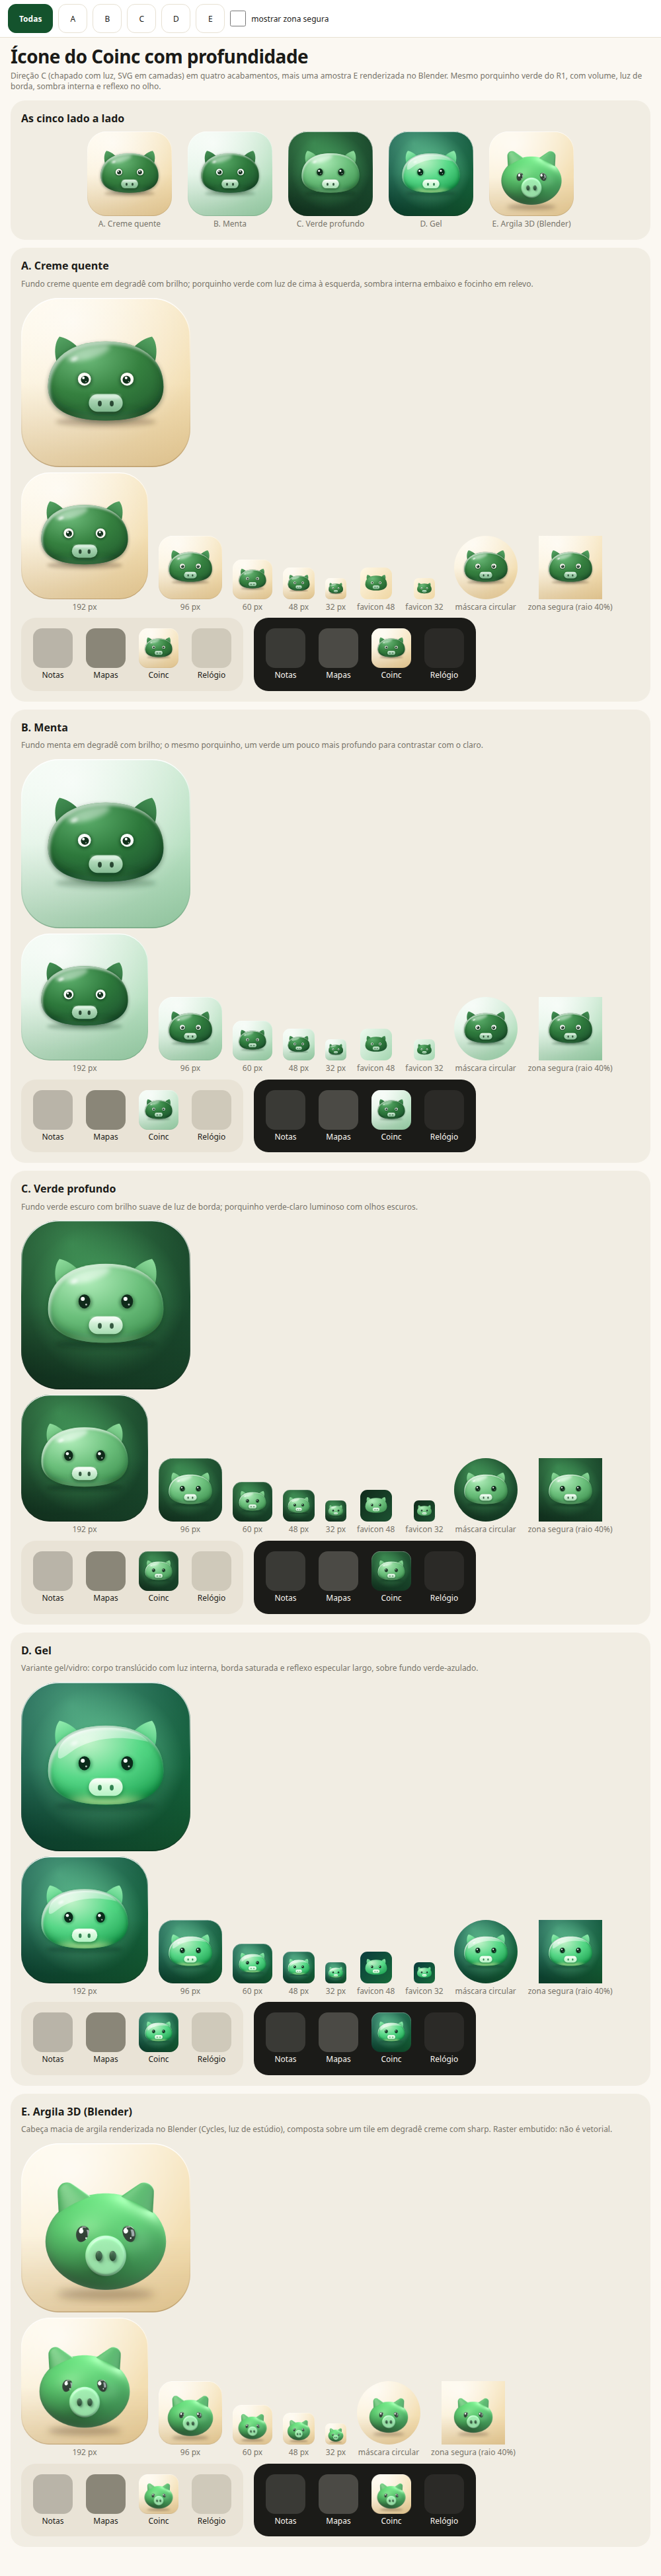 Todas A B C D E mostrar zona segura
Ícone do Coinc com profundidade
Direção C (chapado com luz, SVG em camadas) em quatro acabamentos, mais uma amostra E renderizada no Blender. Mesmo porquinho verde do R1, com volume, luz de
borda, sombra interna e reflexo no olho.
As cinco lado a lado
A. Creme quente B. Menta C. Verde profundo D. Gel E. Argila 3D (Blender)
A. Creme quente
Fundo creme quente em degradê com brilho; porquinho verde com luz de cima à esquerda, sombra interna embaixo e focinho em relevo.
192 px 96 px 60 px 48 px 32 px favicon 48 favicon 32 máscara circular zona segura (raio 40%)
Notas Mapas Coinc Relógio Notas Mapas Coinc Relógio
B. Menta
Fundo menta em degradê com brilho; o mesmo porquinho, um verde um pouco mais profundo para contrastar com o claro.
192 px 96 px 60 px 48 px 32 px favicon 48 favicon 32 máscara circular zona segura (raio 40%)
Notas Mapas Coinc Relógio Notas Mapas Coinc Relógio
C. Verde profundo
Fundo verde escuro com brilho suave de luz de borda; porquinho verde-claro luminoso com olhos escuros.
192 px 96 px 60 px 48 px 32 px favicon 48 favicon 32 máscara circular zona segura (raio 40%)
Notas Mapas Coinc Relógio Notas Mapas Coinc Relógio
D. Gel
Variante gel/vidro: corpo translúcido com luz interna, borda saturada e reflexo especular largo, sobre fundo verde-azulado.
192 px 96 px 60 px 48 px 32 px favicon 48 favicon 32 máscara circular zona segura (raio 40%)
Notas Mapas Coinc Relógio Notas Mapas Coinc Relógio
E. Argila 3D (Blender)
Cabeça macia de argila renderizada no Blender (Cycles, luz de estúdio), composta sobre um tile em degradê creme com sharp. Raster embutido: não é vetorial.
192 px 96 px 60 px 48 px 32 px máscara circular zona segura (raio 40%)
Notas Mapas Coinc Relógio Notas Mapas Coinc Relógio